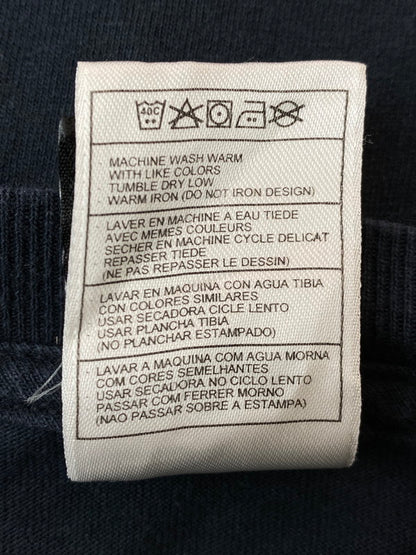 40C
· MACHINE WASH WARM
WITH LIKE COLORS
· TUMBLE DRY LOW
· WARM IRON (DO NOT IRON DESIGN)
· LAVER EN MACHINE A EAU TIEDE
AVEC MEMES COULEURS
· SECHER EN MACHINE CYCLE DELICAT
· REPASSER TIEDE
(NE PAS REPASSER LE DESSIN)
· LAVAR EN MAQUINA CON AGUA TIBIA
CON COLORES SIMILARES
· USAR SECADORA CICLO LENTO
· USAR PLANCHA TIBIA
(NO PLANCHAR ESTAMPADO)
· LAVAR A MAQUINA COM AGUA MORNA
COM CORES SEMELHANTES
· USAR SECADORA NO CICLO LENTO
· PASSAR COM FERRER MORNO
(NAO PASSAR SOBRE A ESTAMPA)